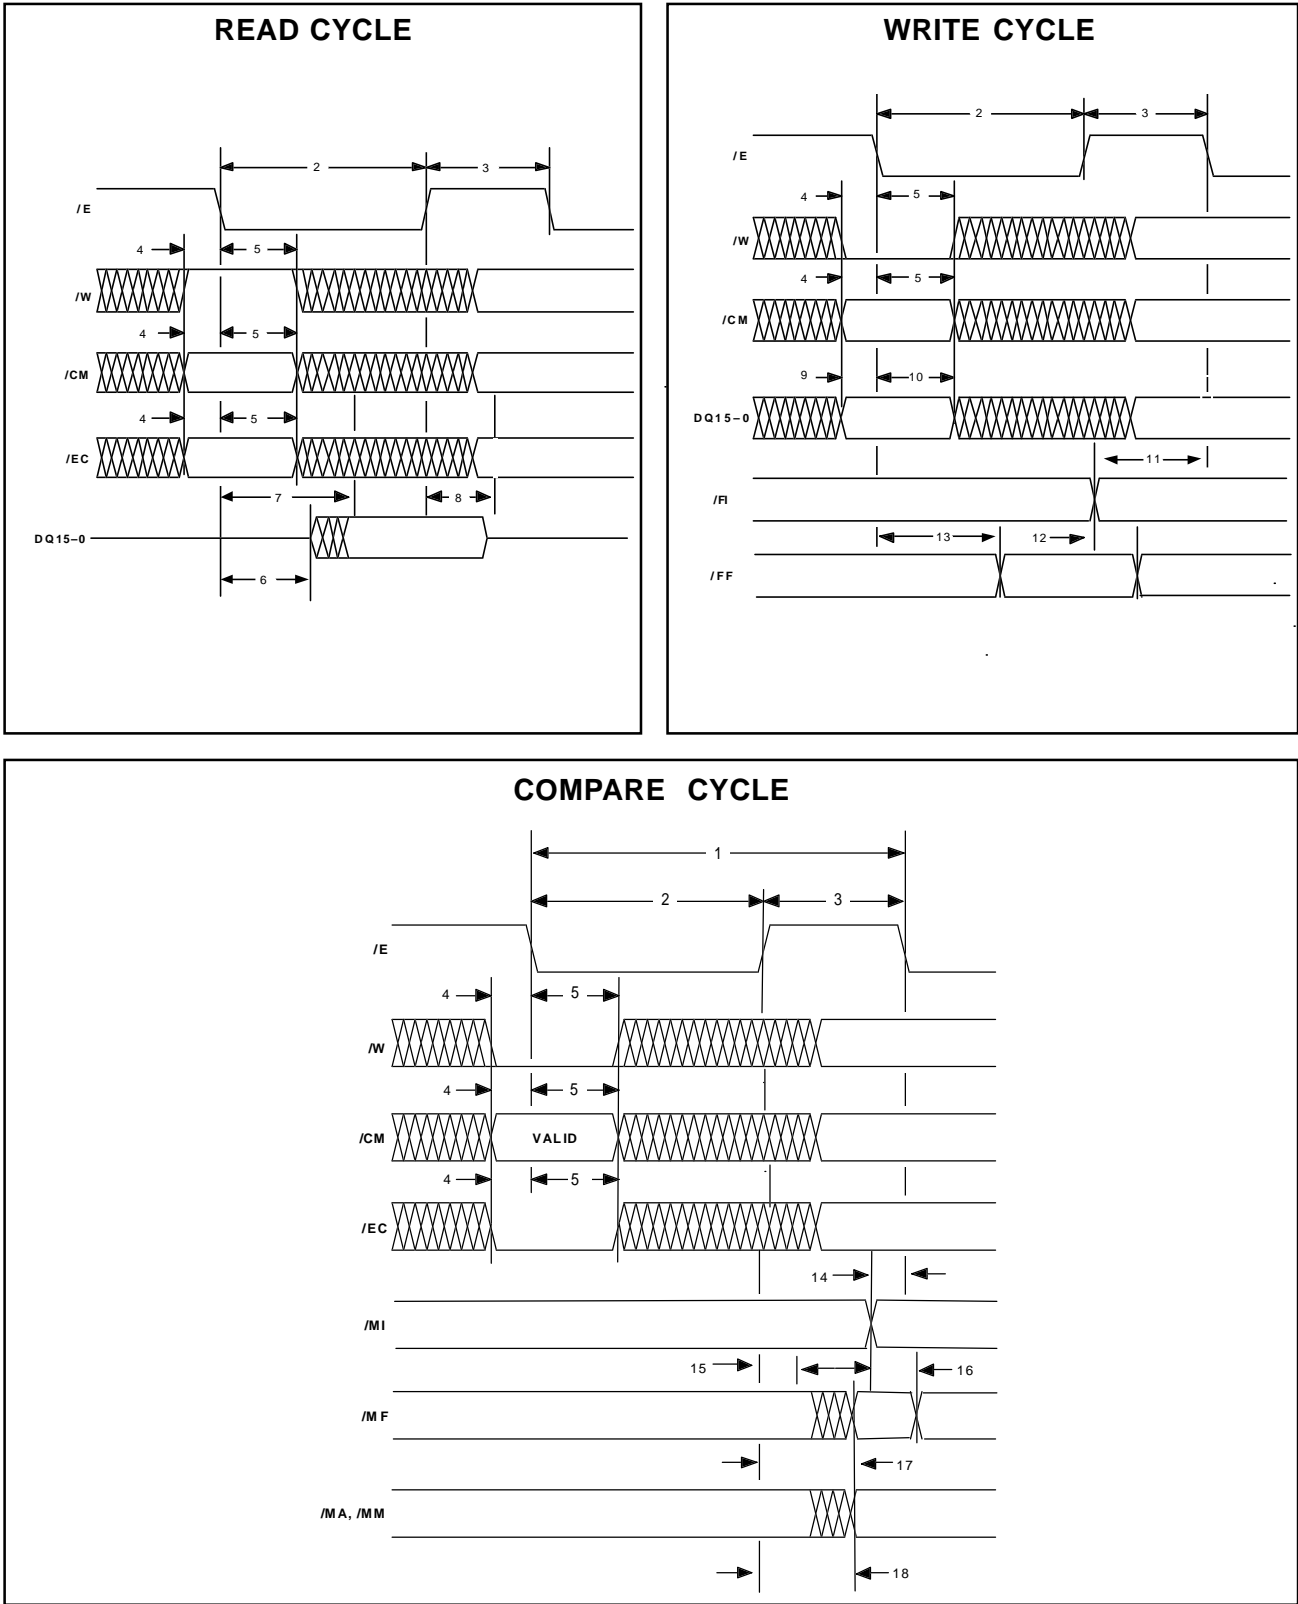 READ CYCLE
2
3
/E
4
5
/W
4
5
/CM
4
5
/EC
7
8
DQ15–0
6
WRITE CYCLE
2
3
/E
4
5
/W
4
5
/CM
9
10
DQ15–0
11
/FI
13
12
/FF
COMPARE CYCLE
1
2
3
/E
4
5
/W
4
5
/CM
VALID
4
5
/EC
14
/MI
15
16
/MF
17
/MA, /MM
18